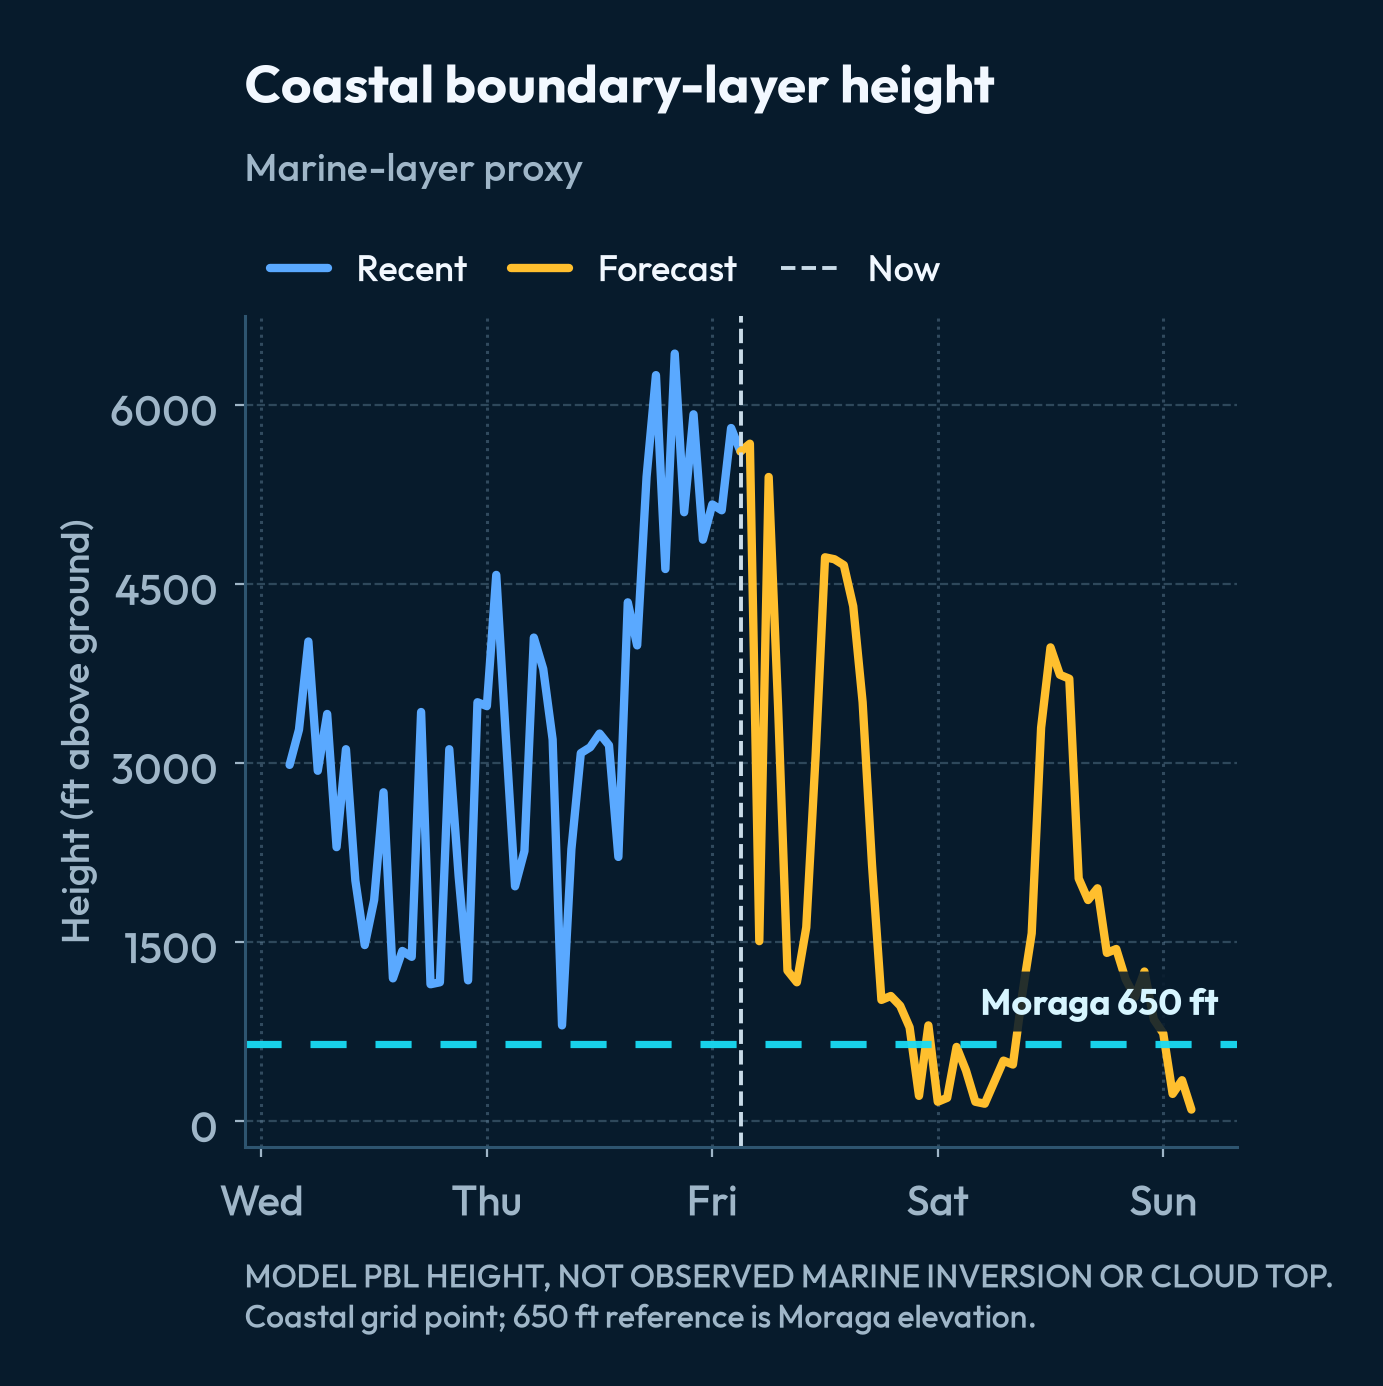 Coastal boundary-layer height
Marine-layer proxy
Recent Forecast Now
Height (ft above ground)
6000
4500
3000
1500
0
Moraga 650 ft
Wed Thu Fri Sat Sun
MODEL PBL HEIGHT, NOT OBSERVED MARINE INVERSION OR CLOUD TOP.
Coastal grid point; 650 ft reference is Moraga elevation.